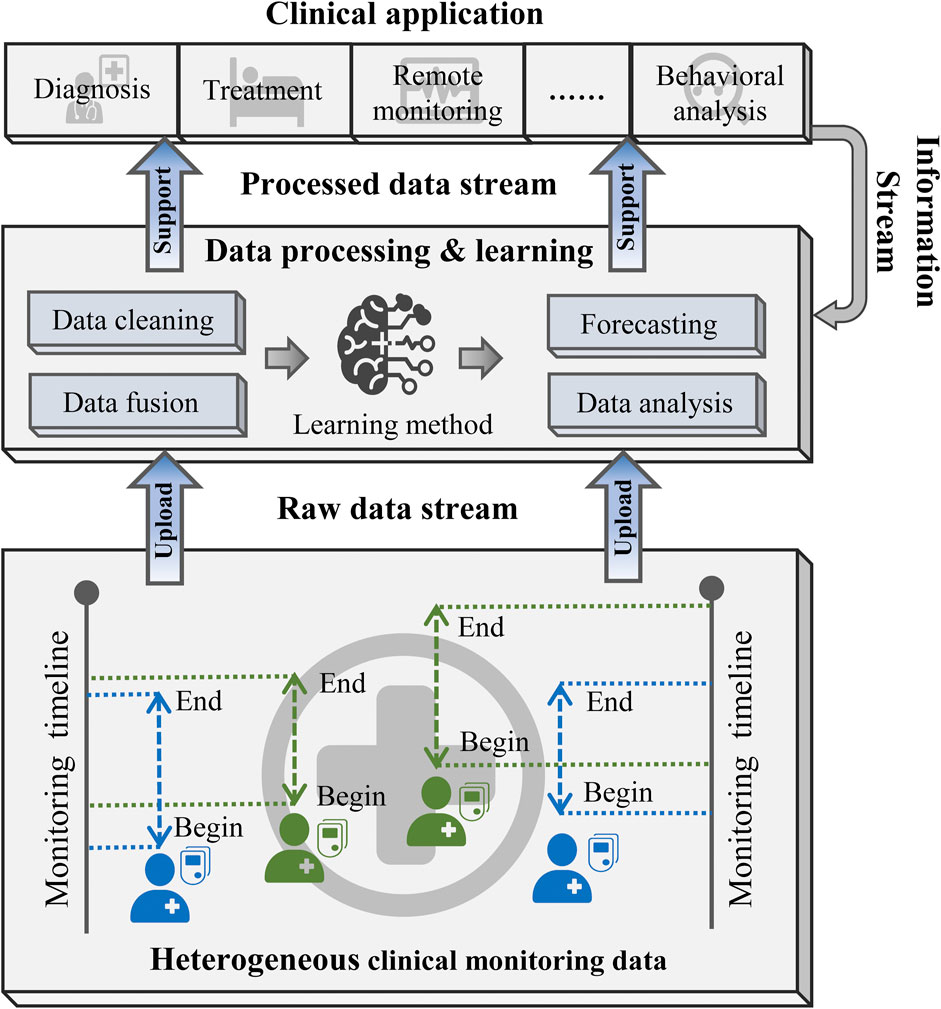 Clinical application
Diagnosis
Treatment
Remote
monitoring
......
Behavioral
analysis
Support
Processed data stream
Support
Information
Stream
Data processing & learning
Data cleaning
Data fusion
Learning method
Forecasting
Data analysis
Upload
Raw data stream
Upload
Monitoring timeline
End
Begin
End
Begin
End
Begin
End
Begin
Monitoring timeline
Heterogeneous clinical monitoring data